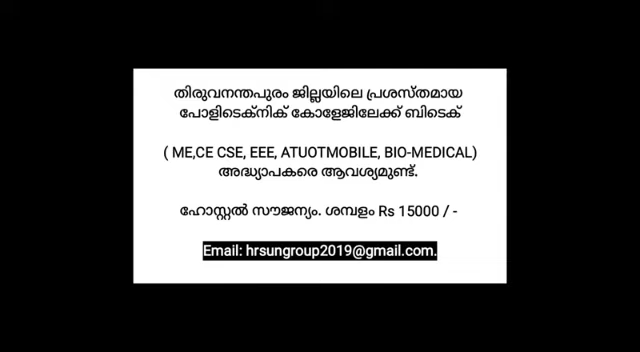 തിരുവനന്തപുരം ജില്ലയിലെ പ്രശസ്തമായ
പോളിടെക്നിക് കോളേജിലേക്ക് ബിടെക്
( ME,CE CSE, EEE, ATUOTMOBILE, BIO-MEDICAL)
അദ്ധ്യാപകരെ ആവശ്യമുണ്ട്.
ഹോസ്റ്റൽ സൗജന്യം. ശമ്പളം Rs 15000 / -
Email: hrsungroup2019@gmail.com.